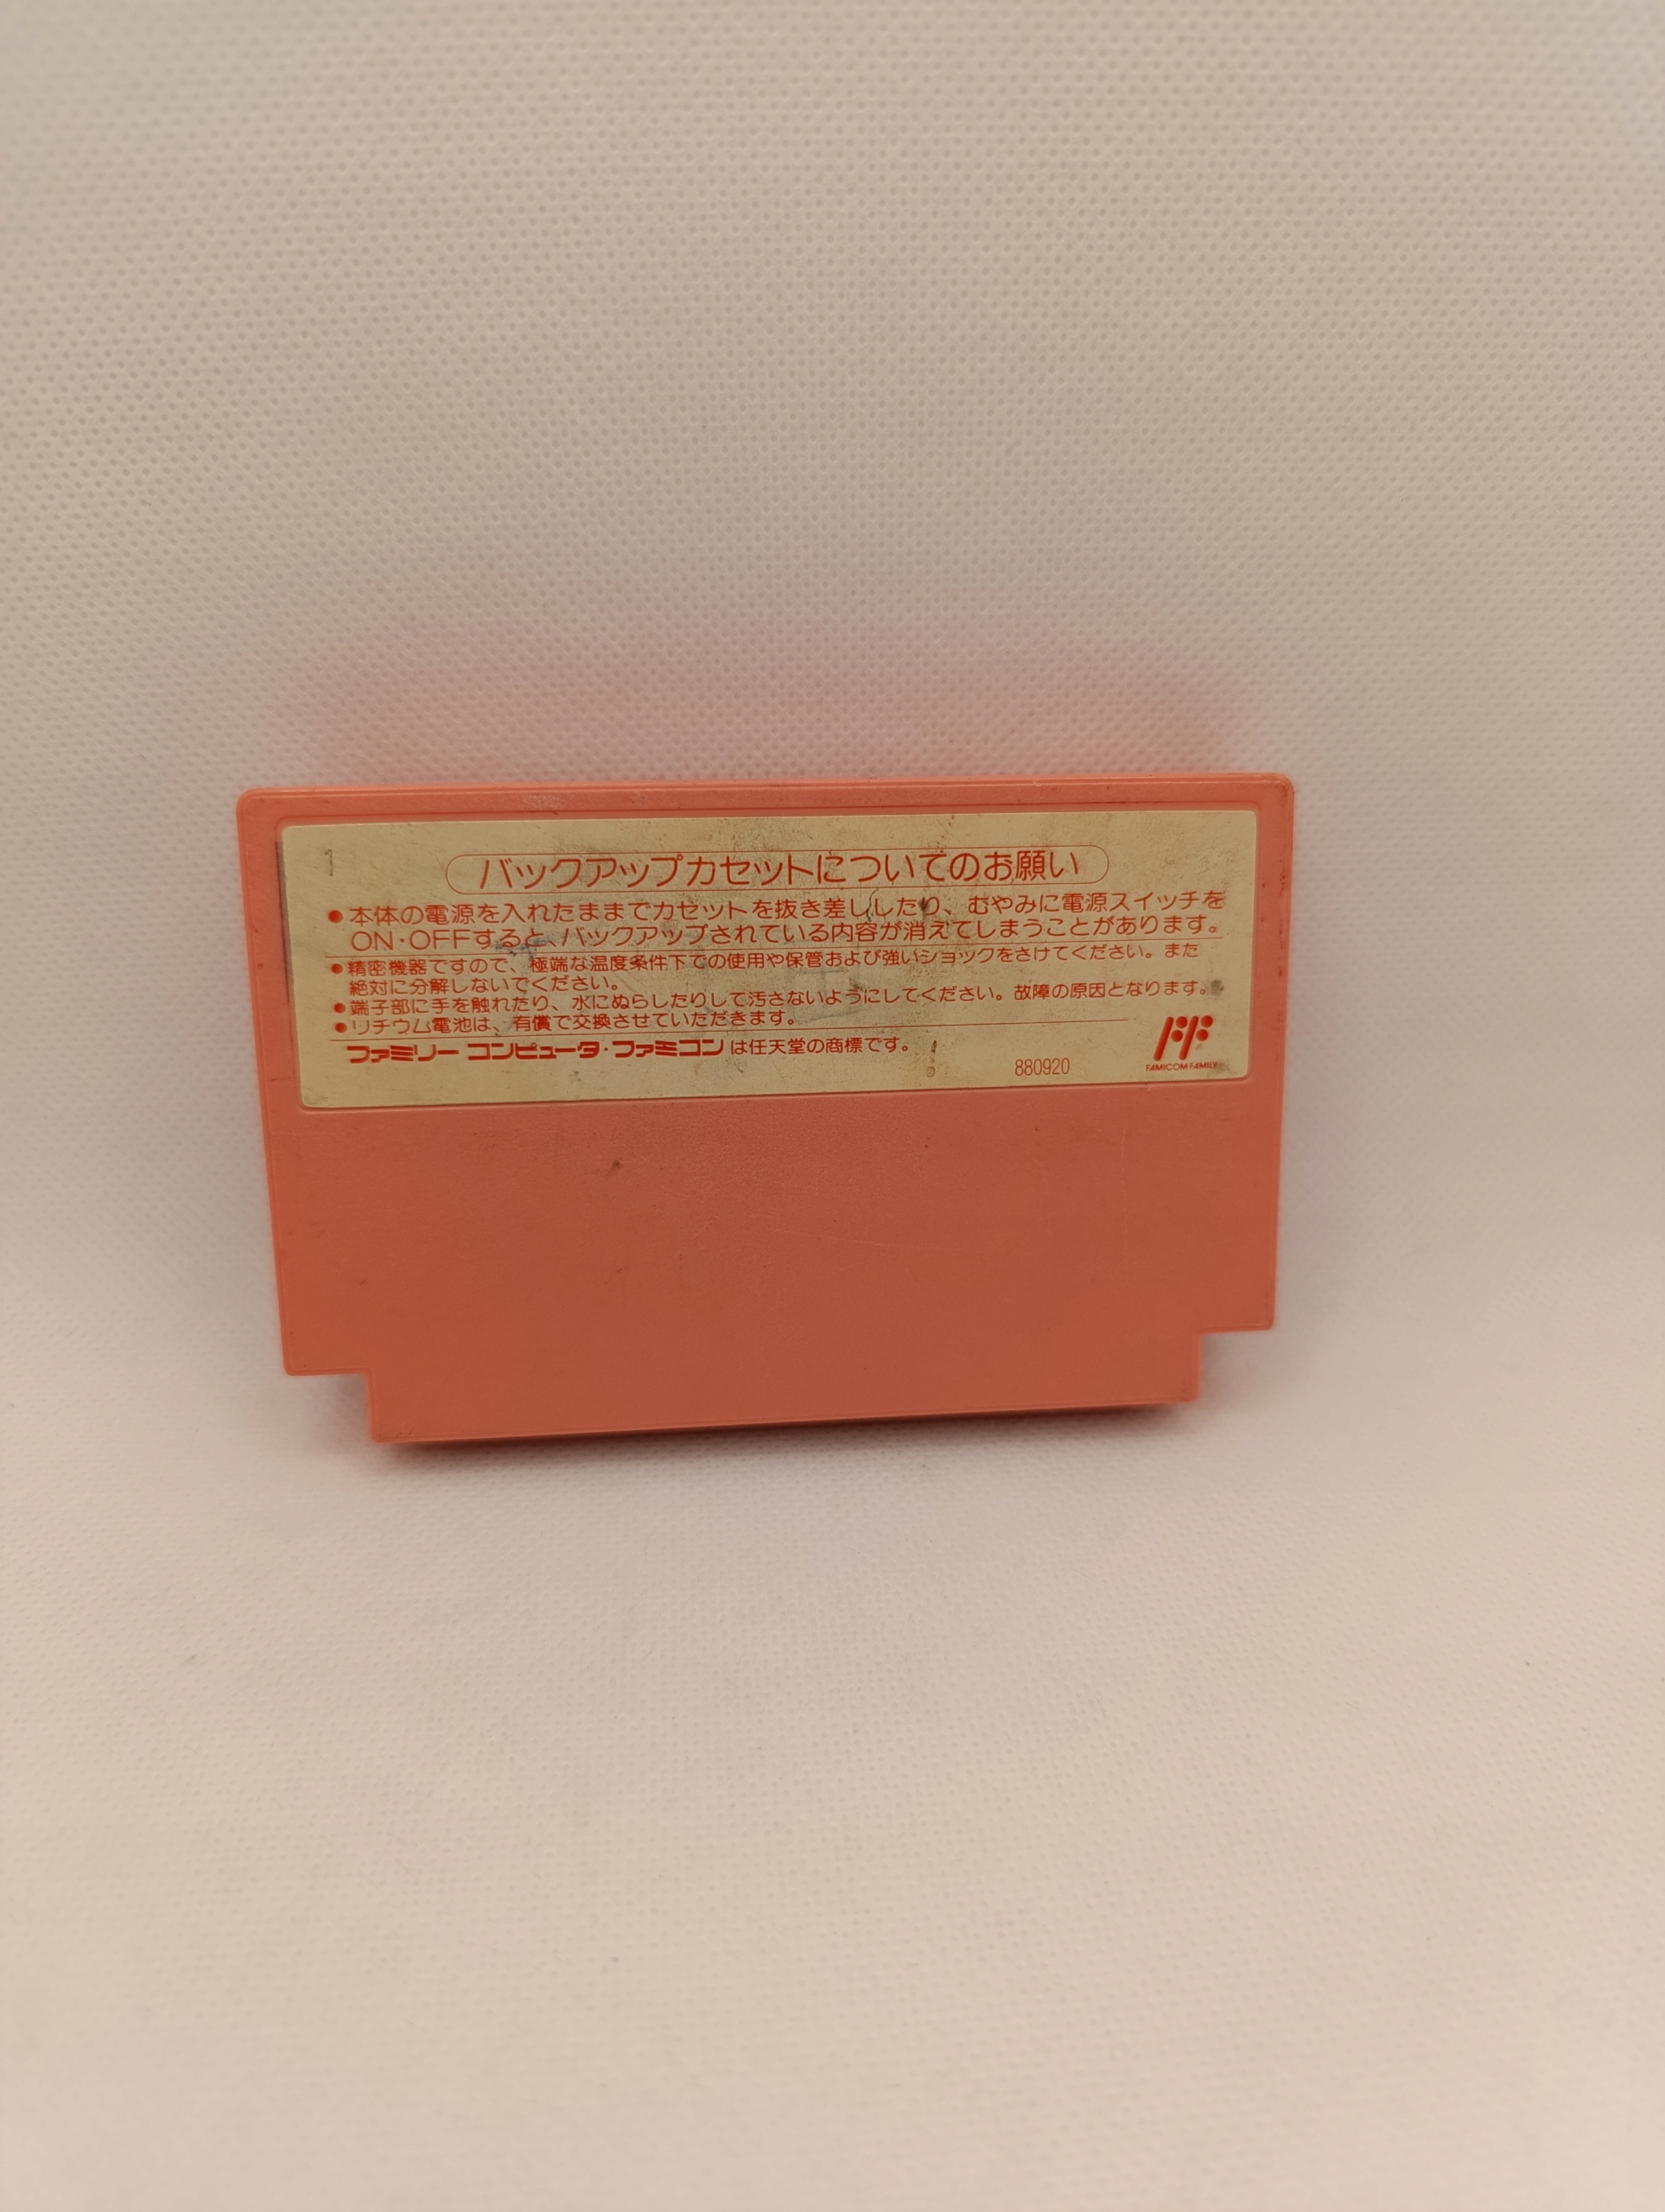 1
バックアップカセットについてのお願い
●本体の電源を入れたままでカセットを抜き差ししたり、むやみに電源スイッチを
ON・OFFすると、バックアップされている内容が消えてしまうことがあります。
●精密機器ですので、極端な温度条件下での使用や保管および強いショックをさけてください。また
絶対に分解しないでください。
●端子部に手を触れたり、水にぬらしたりして汚さないようにしてください。故障の原因となります。
●リチウム電池は、有償で交換させていただきます。
ファミリー コンピュータ・ファミコン は任天堂の商標です。
880920
FAMICOM FAMILY